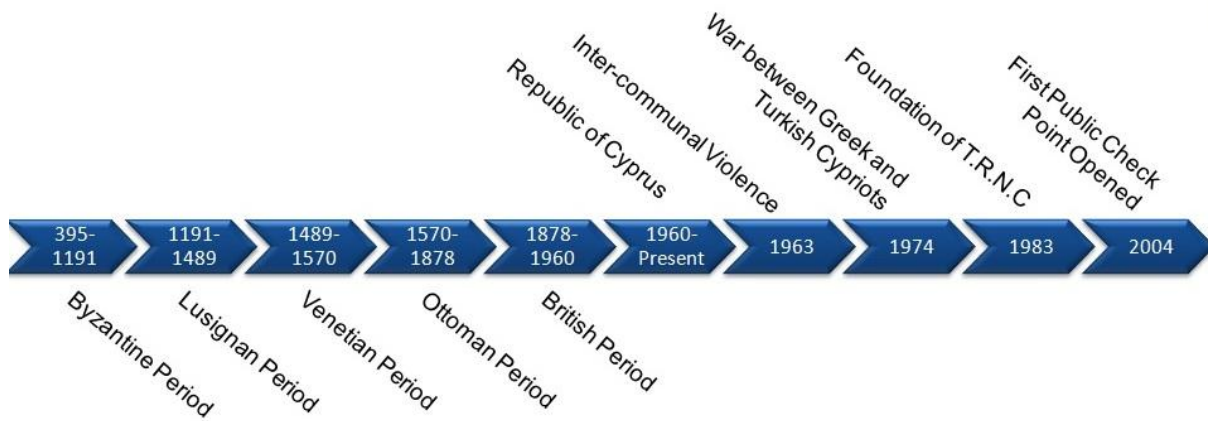 Republic of Cyprus
Inter-communal Violence
War between Greek and
Turkish Cypriots
Foundation of T.R.N.C
First Public Check
Point Opened
395-
1191
1191-
1489
1489-
1570
1570-
1878
1878-
1960
1960-
Present
1963
1974
1983
2004
Byzantine Period
Lusignan Period
Venetian Period
Ottoman Period
British Period